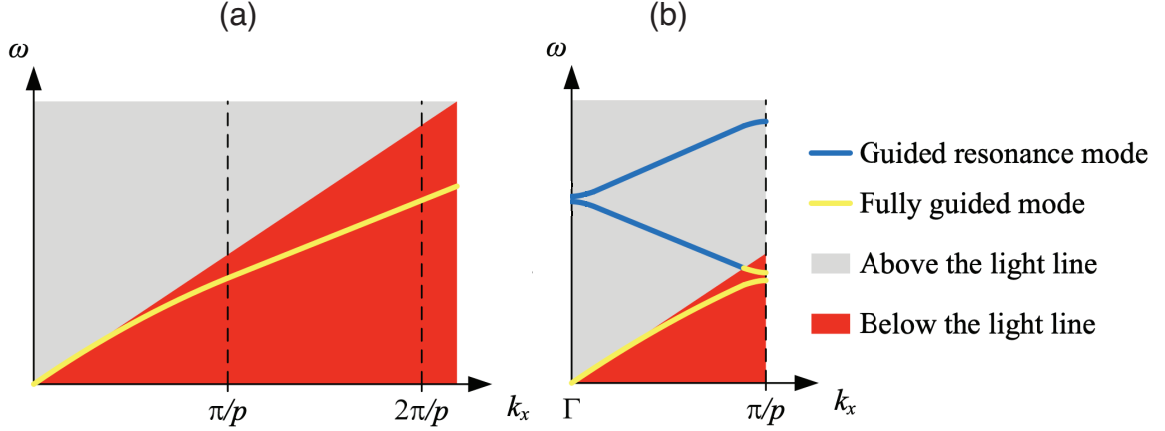 (a)
(b)
ω
ω
Guided resonance mode
Fully guided mode
Above the light line
Below the light line
π/p
2π/p
kₓ
Γ
π/p
kₓ